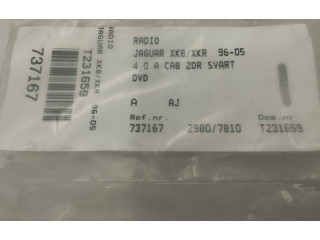 RADIO
JAGUAR XK8/XKR 96-05
4.0 A CAB 2DR SVART
DVD
A AJ
Ref.nr. Dem.nr.
737167 2980/7810 T231659
RADIO
JAGUAR XK8/XKR 96-05
T231659
737167